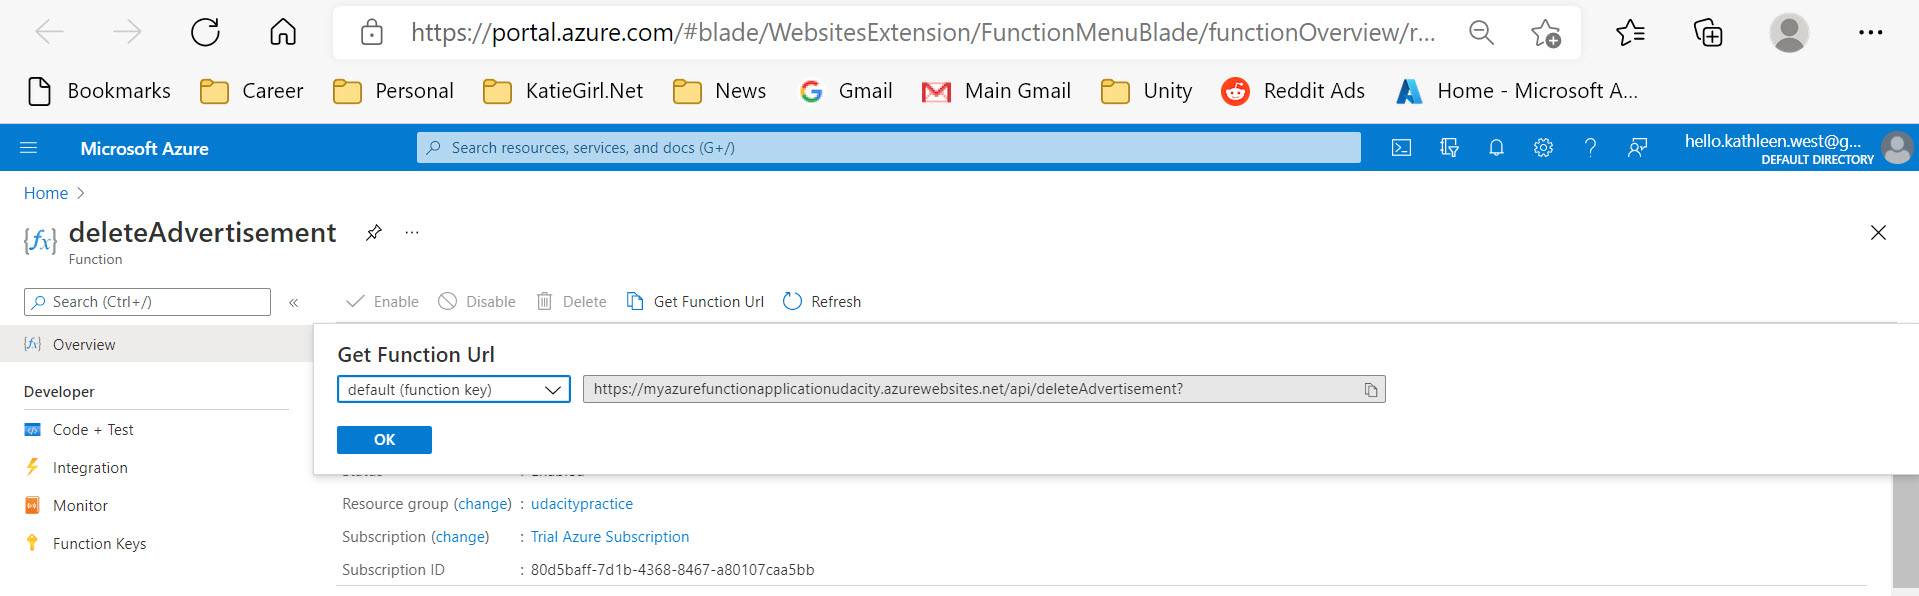 https://portal.azure.com/#blade/WebsitesExtension/FunctionMenuBlade/functionOverview/r...
Bookmarks Career Personal KatieGirl.Net News Gmail Main Gmail Unity Reddit Ads Home - Microsoft A...
Microsoft Azure Search resources, services, and docs (G+/) hello.kathleen.west@g...
DEFAULT DIRECTORY
Home >
deleteAdvertisement ...
Function
Search (Ctrl+/) « Enable Disable Delete Get Function Url Refresh
Overview
Get Function Url
default (function key) https://myazurefunctionapplicationudacity.azurewebsites.net/api/deleteAdvertisement?
Developer
Code + Test
OK
Integration
Monitor
Resource group (change) : udacitypractice
Subscription (change) : Trial Azure Subscription
Function Keys
Subscription ID : 80d5baff-7d1b-4368-8467-a80107caa5bb